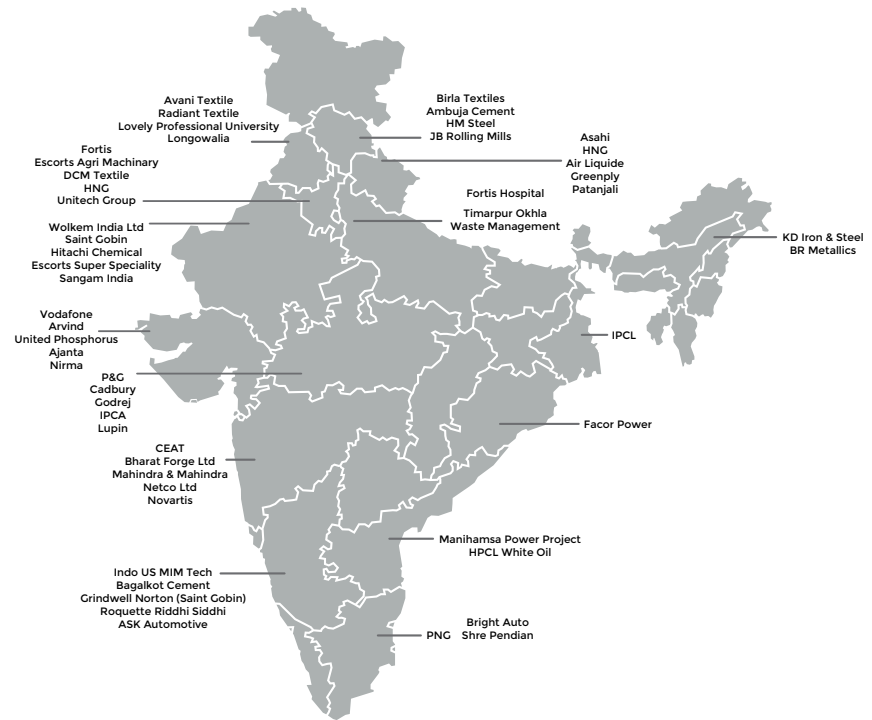 Avani Textile
Radiant Textile
Lovely Professional University
Longowalia
Birla Textiles
Ambuja Cement
HM Steel
JB Rolling Mills
Asahi
HNG
Air Liquide
Greenply
Patanjali
Fortis
Escorts Agri Machinary
DCM Textile
HNG
Unitech Group
Fortis Hospital
Timarpur Okhla
Waste Management
Wolkem India Ltd
Saint Gobin
Hitachi Chemical
Escorts Super Speciality
Sangam India
KD Iron & Steel
BR Metallics
Vodafone
Arvind
United Phosphorus
Ajanta
Nirma
IPCL
P&G
Cadbury
Godrej
IPCA
Lupin
Facor Power
CEAT
Bharat Forge Ltd
Mahindra & Mahindra
Netco Ltd
Novartis
Manihamsa Power Project
HPCL White Oil
Indo US MIM Tech
Bagalkot Cement
Grindwell Norton (Saint Gobin)
Roquette Riddhi Siddhi
ASK Automotive
PNG
Bright Auto
Shre Pendian